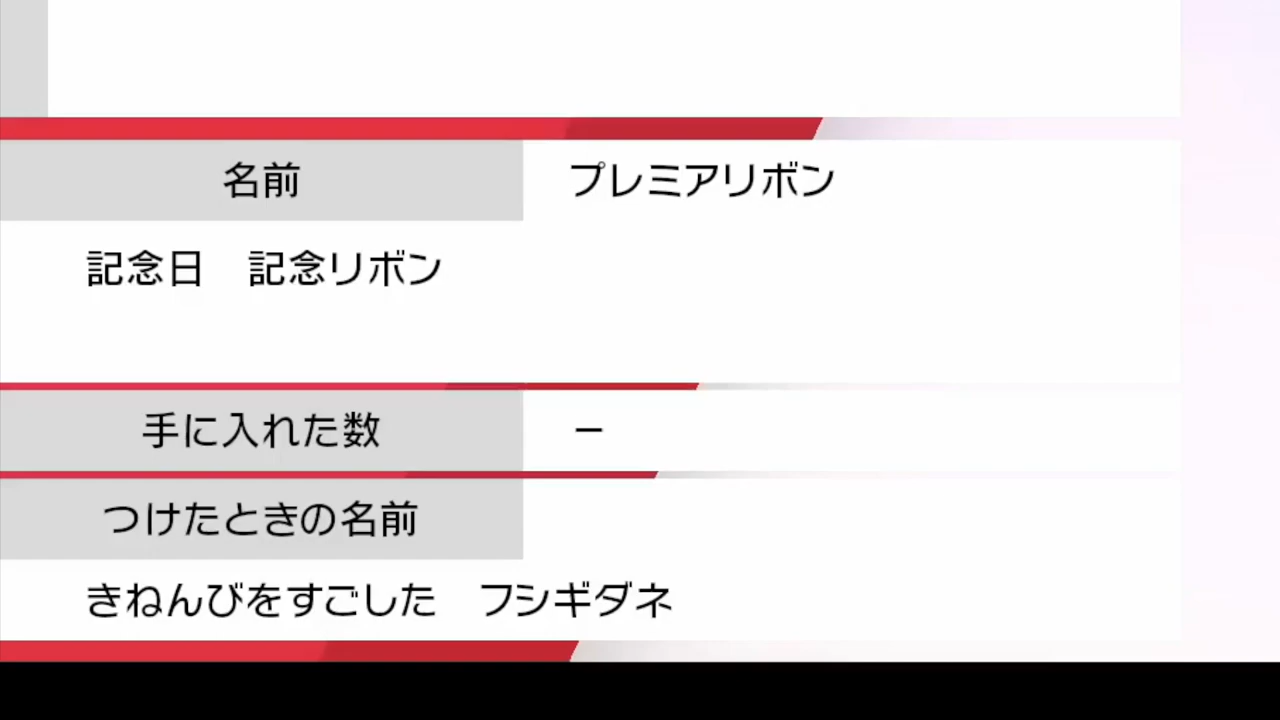 名前 プレミアリボン
記念日 記念リボン
手に入れた数 ー
つけたときの名前
きねんびをすごした フシギダネ